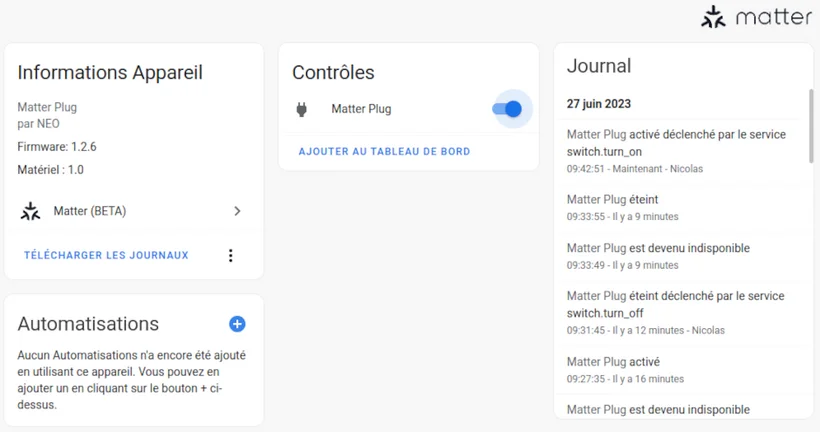 matter
Informations Appareil
Matter Plug
par NEO
Firmware: 1.2.6
Matériel : 1.0
Matter (BETA)
TÉLÉCHARGER LES JOURNAUX
Automatisations
Aucun Automatisations n'a encore été ajouté
en utilisant ce appareil. Vous pouvez en
ajouter un en cliquant sur le bouton + ci-
dessus.
Contrôles
Matter Plug
AJOUTER AU TABLEAU DE BORD
Journal
27 juin 2023
Matter Plug activé déclenché par le service
switch.turn_on
09:42:51 - Maintenant - Nicolas
Matter Plug éteint
09:33:55 - Il y a 9 minutes
Matter Plug est devenu indisponible
09:33:49 - Il y a 9 minutes
Matter Plug éteint déclenché par le service
switch.turn_off
09:31:45 - Il y a 12 minutes - Nicolas
Matter Plug activé
09:27:35 - Il y a 16 minutes
Matter Plug est devenu indisponible